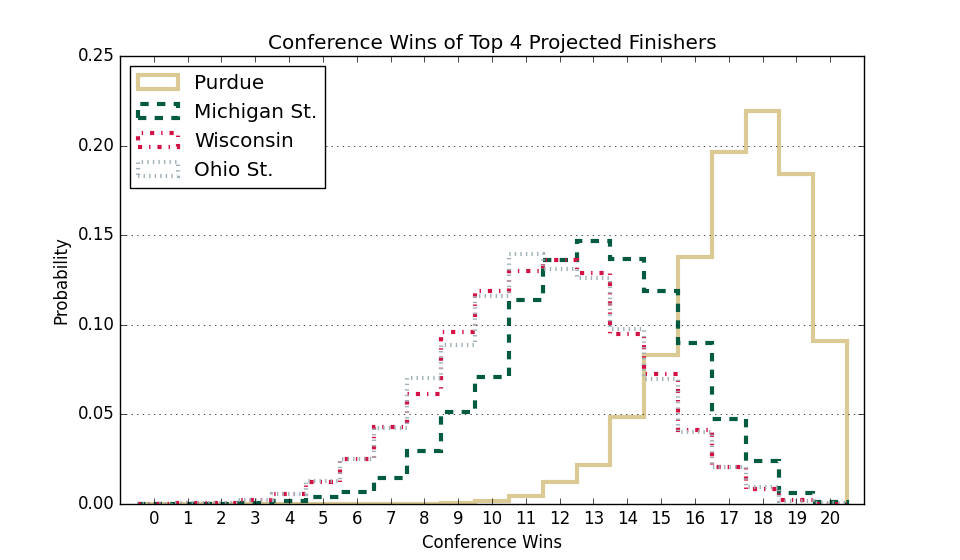 Conference Wins of Top 4 Projected Finishers
0.25
0.20
0.15
0.10
0.05
0.00
Probability
Purdue
Michigan St.
Wisconsin
Ohio St.
0 1 2 3 4 5 6 7 8 9 10 11 12 13 14 15 16 17 18 19 20
Conference Wins